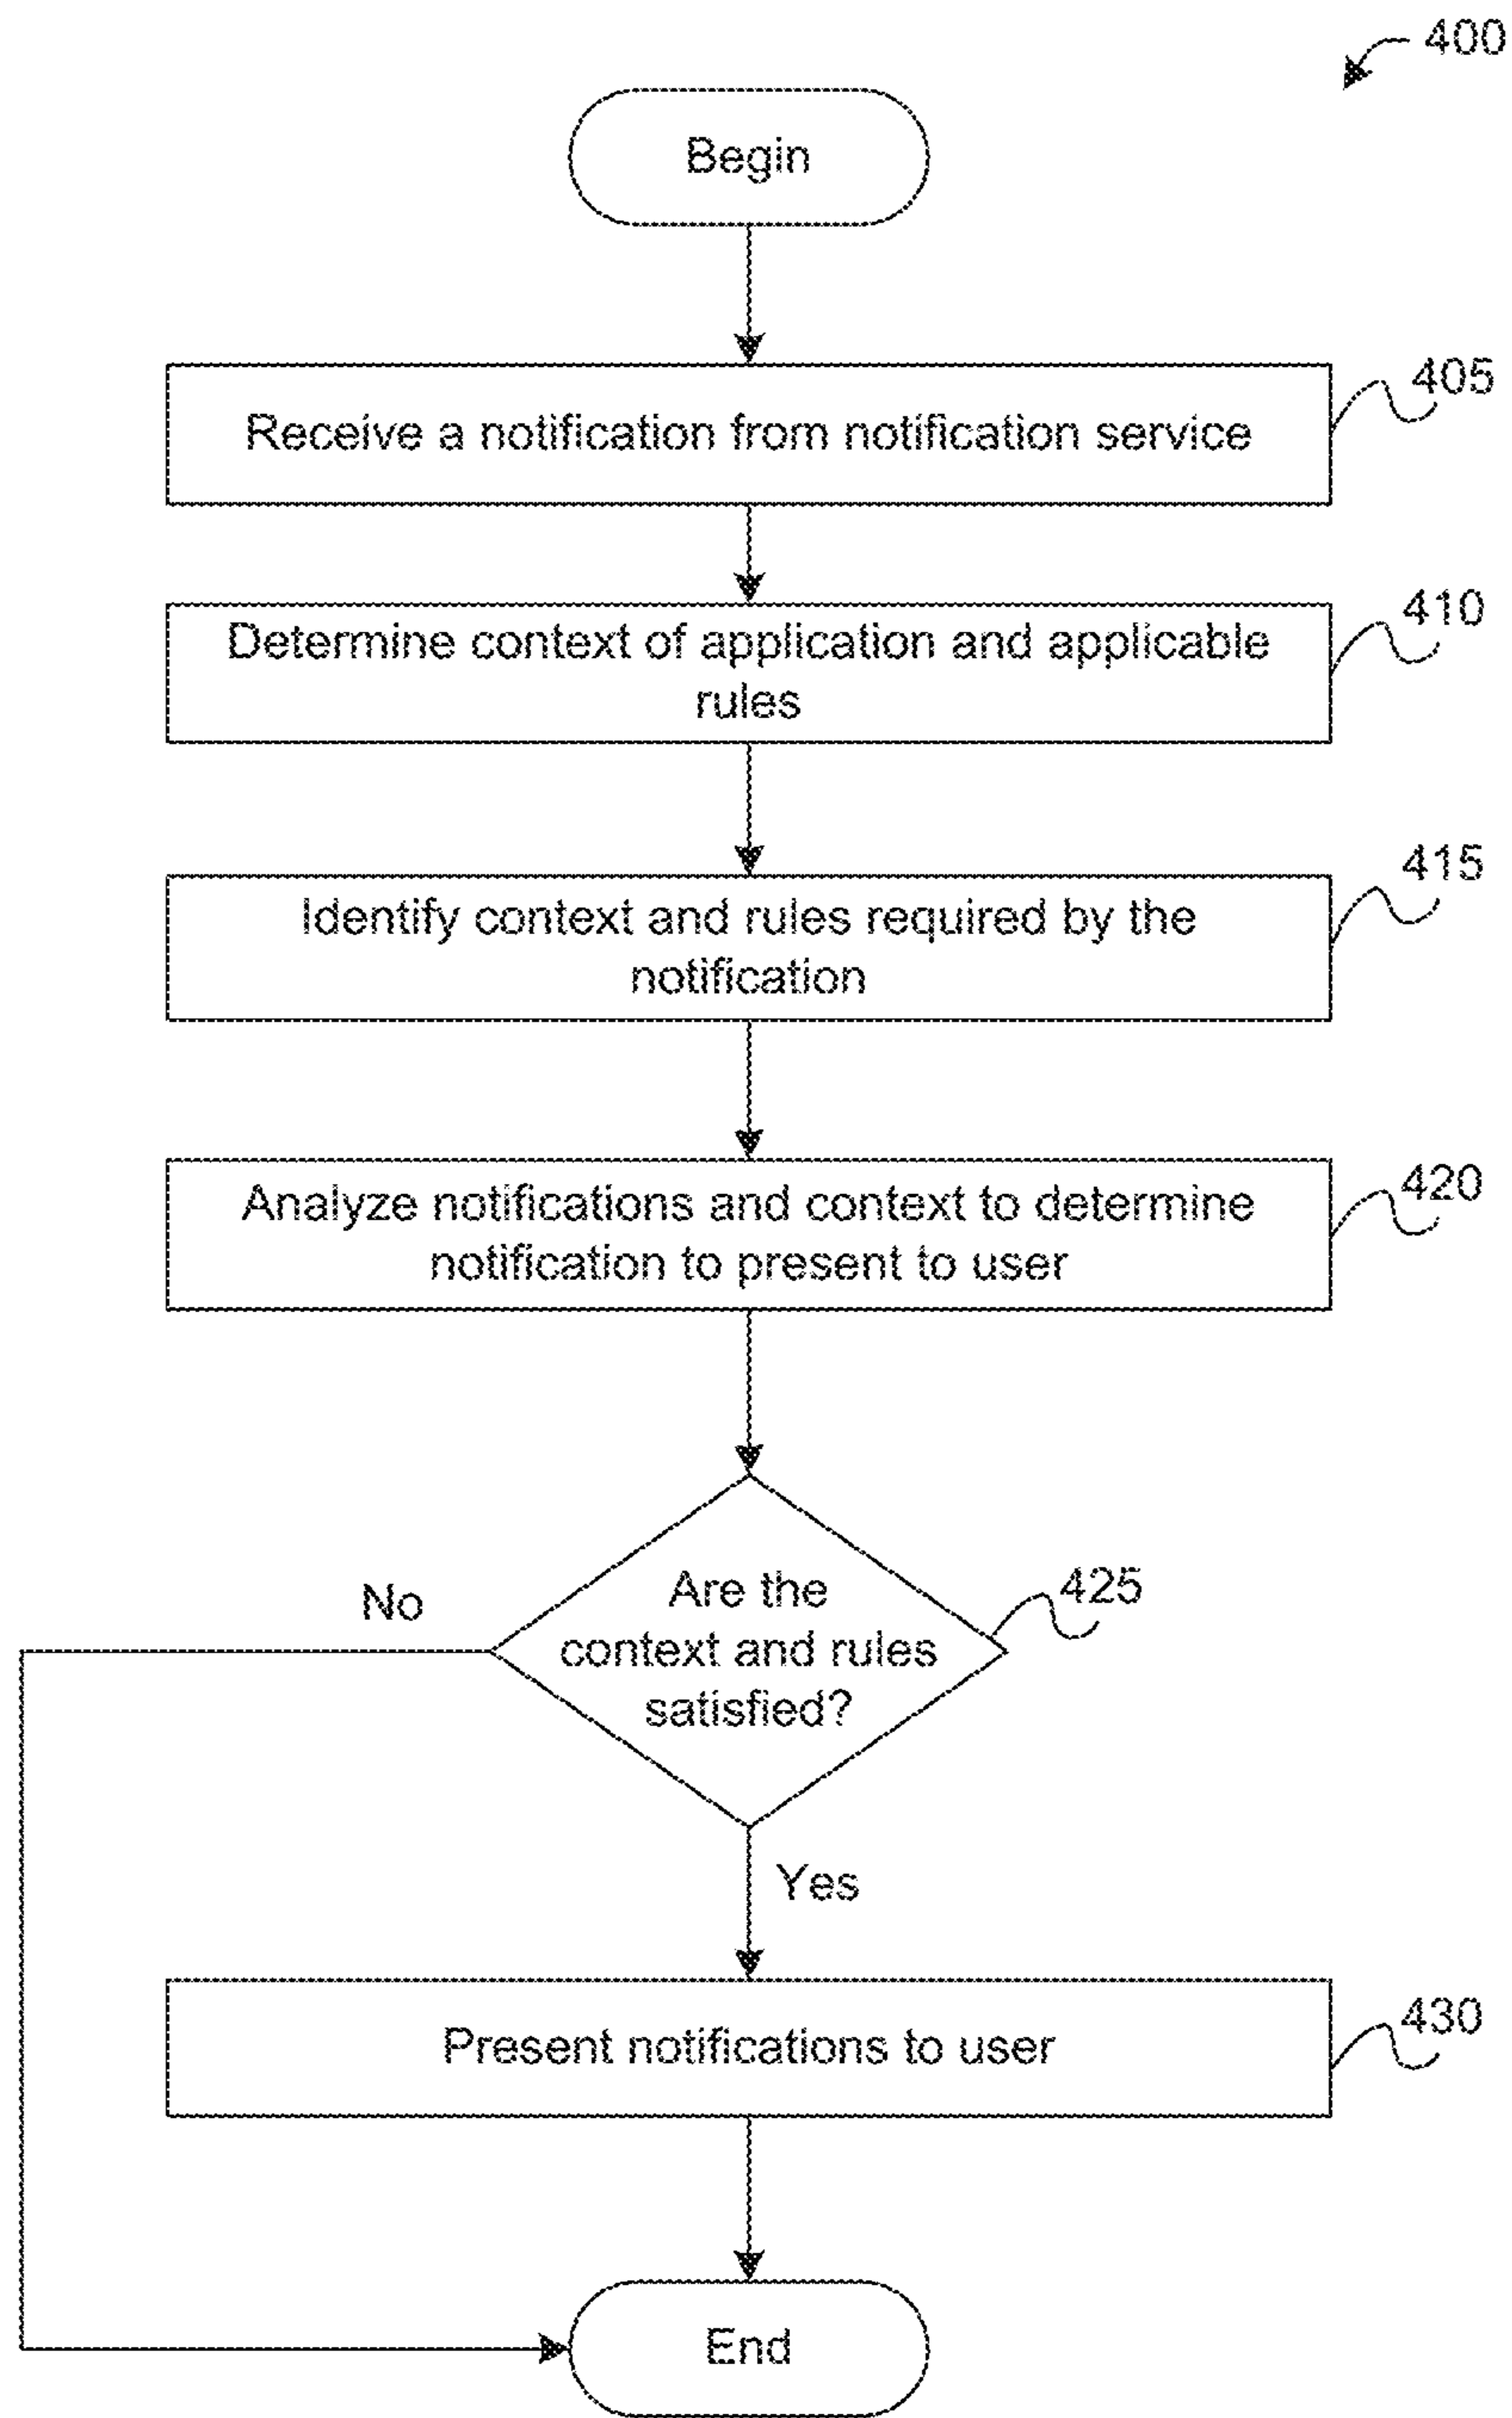 400
Begin
405
Receive a notification from notification service
410
Determine context of application and applicable
rules
415
Identify context and rules required by the
notification
420
Analyze notifications and context to determine
notification to present to user
425
No
Are the
context and rules
satisfied?
Yes
430
Present notifications to user
End